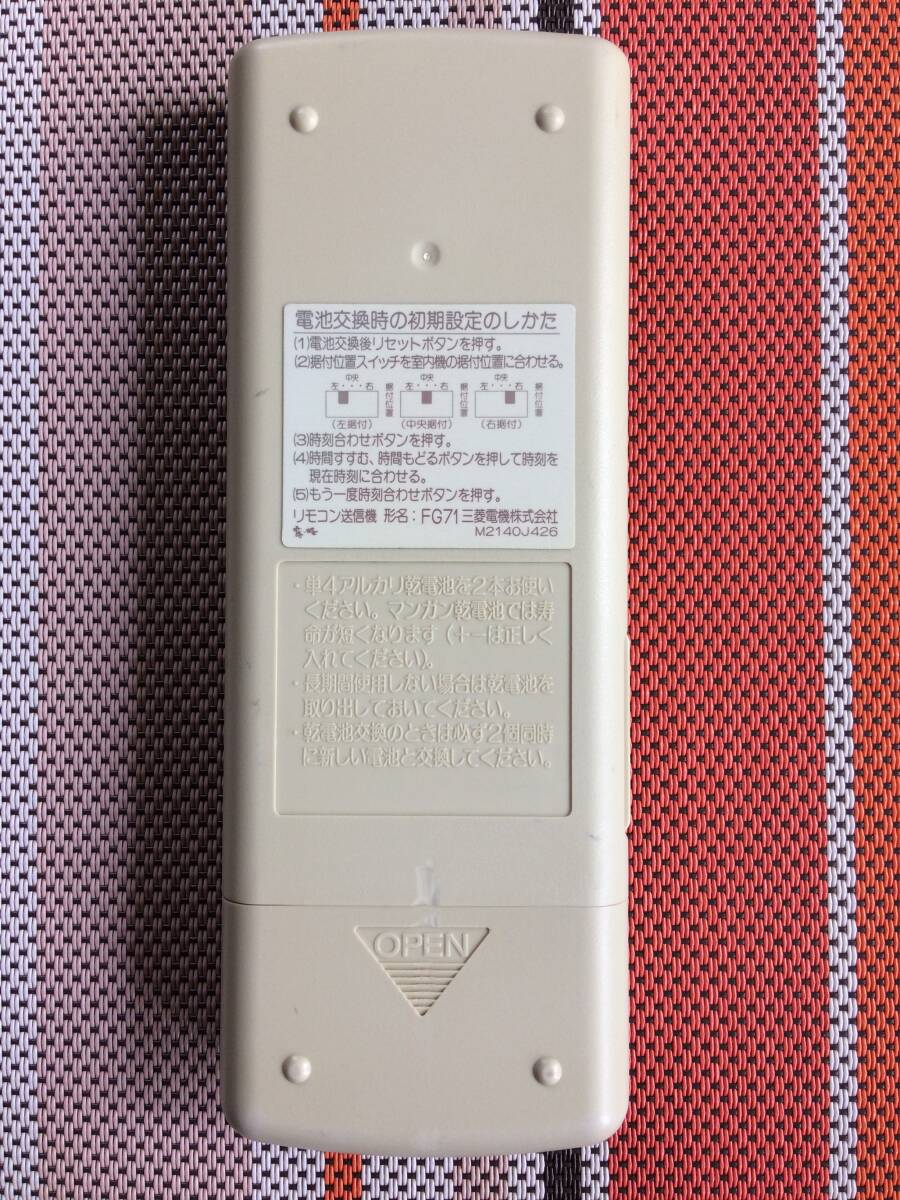 電池交換時の初期設定のしかた
(1)電池交換後リセットボタンを押す。
(2)据付位置スイッチを室内機の据付位置に合わせる。
中央 中央 中央
左・・・右 左・・・右 左・・・右
据付位置 据付位置 据付位置
(左据付) (中央据付) (右据付)
(3)時刻合わせボタンを押す。
(4)時間すすむ、時間もどるボタンを押して時刻を
現在時刻に合わせる。
(5)もう一度時刻合わせボタンを押す。
リモコン送信機 形名：FG71 三菱電機株式会社
M2140J426
・単4アルカリ乾電池を2本お使い
ください。マンガン乾電池では寿
命が短くなります（＋−は正しく
入れてください）。
・長期間使用しない場合は乾電池を
取り出しておいてください。
・乾電池交換のときは必ず2個同時
に新しい電池と交換してください。
OPEN